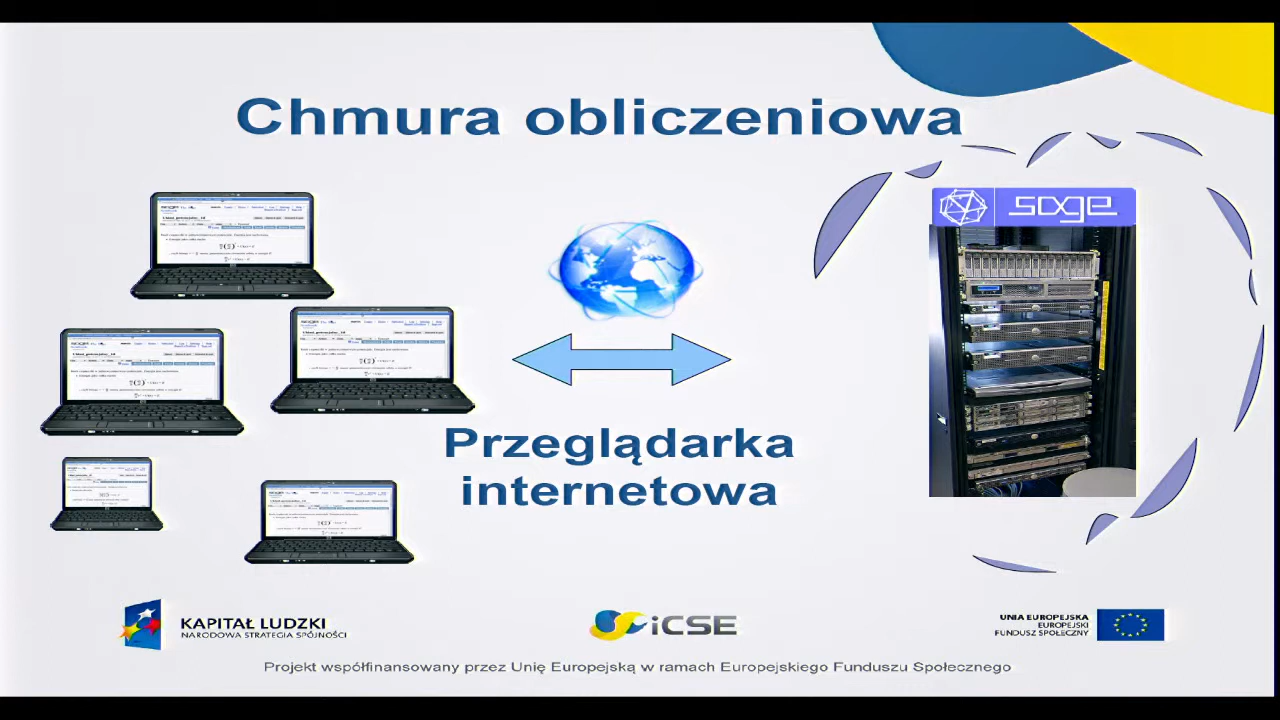 Chmura obliczeniowa
sage
Przeglądarka
internetowa
KAPITAŁ LUDZKI
NARODOWA STRATEGIA SPÓJNOŚCI
iCSE
UNIA EUROPEJSKA
EUROPEJSKI
FUNDUSZ SPOŁECZNY
Projekt współfinansowany przez Unię Europejską w ramach Europejskiego Funduszu Społecznego